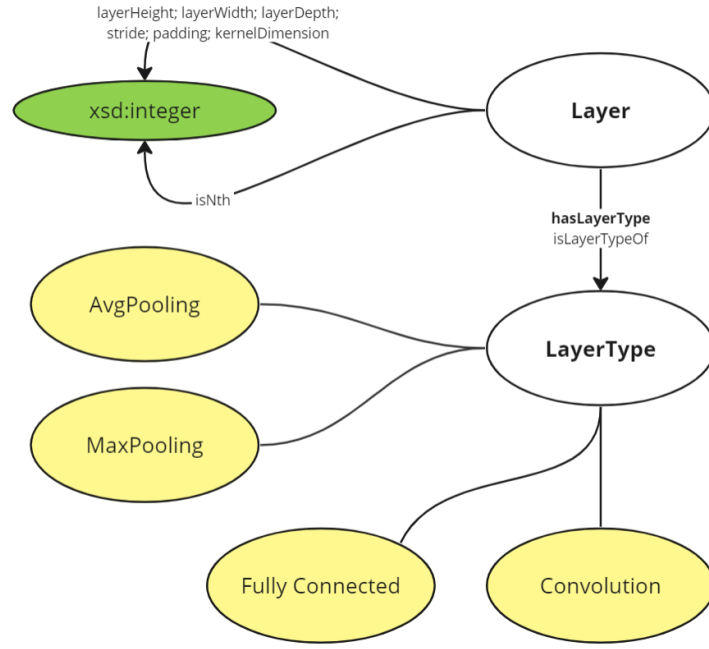 layerHeight; layerWidth; layerDepth;
stride; padding; kernelDimension
xsd:integer
Layer
isNth
hasLayerType
isLayerTypeOf
AvgPooling
LayerType
MaxPooling
Fully Connected
Convolution